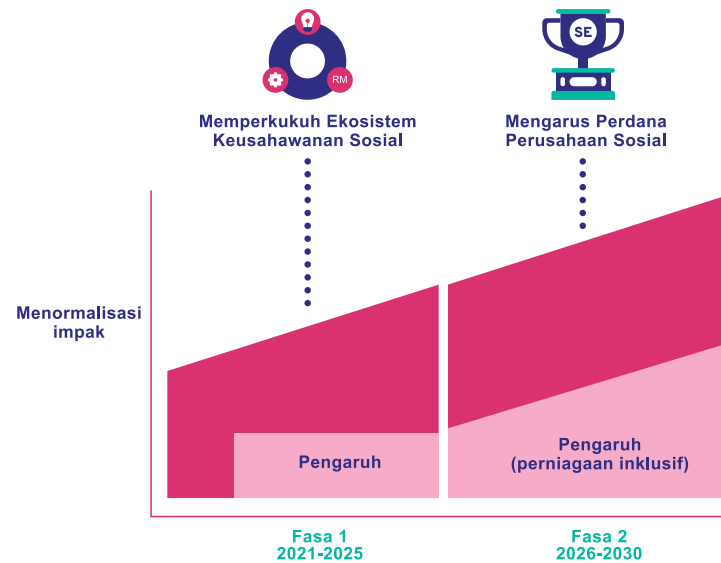 SE
RM
Memperkukuh Ekosistem
Keusahawanan Sosial
Mengarus Perdana
Perusahaan Sosial
Menormalisasi
impak
Pengaruh
Pengaruh
(perniagaan inklusif)
Fasa 1
2021-2025
Fasa 2
2026-2030